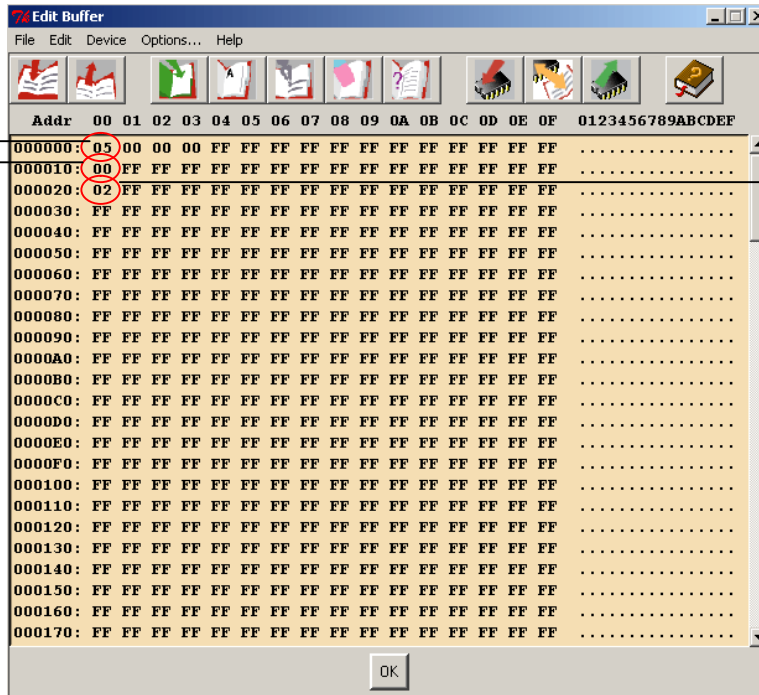 Edit Buffer
File Edit Device Options... Help
Addr 00 01 02 03 04 05 06 07 08 09 0A 0B 0C 0D 0E 0F 0123456789ABCDEF
000000: 05 00 00 00 FF FF FF FF FF FF FF FF FF FF FF FF ................
000010: 00 FF FF FF FF FF FF FF FF FF FF FF FF FF FF FF ................
000020: 02 FF FF FF FF FF FF FF FF FF FF FF FF FF FF FF ................
000030: FF FF FF FF FF FF FF FF FF FF FF FF FF FF FF FF ................
000040: FF FF FF FF FF FF FF FF FF FF FF FF FF FF FF FF ................
000050: FF FF FF FF FF FF FF FF FF FF FF FF FF FF FF FF ................
000060: FF FF FF FF FF FF FF FF FF FF FF FF FF FF FF FF ................
000070: FF FF FF FF FF FF FF FF FF FF FF FF FF FF FF FF ................
000080: FF FF FF FF FF FF FF FF FF FF FF FF FF FF FF FF ................
000090: FF FF FF FF FF FF FF FF FF FF FF FF FF FF FF FF ................
0000A0: FF FF FF FF FF FF FF FF FF FF FF FF FF FF FF FF ................
0000B0: FF FF FF FF FF FF FF FF FF FF FF FF FF FF FF FF ................
0000C0: FF FF FF FF FF FF FF FF FF FF FF FF FF FF FF FF ................
0000D0: FF FF FF FF FF FF FF FF FF FF FF FF FF FF FF FF ................
0000E0: FF FF FF FF FF FF FF FF FF FF FF FF FF FF FF FF ................
0000F0: FF FF FF FF FF FF FF FF FF FF FF FF FF FF FF FF ................
000100: FF FF FF FF FF FF FF FF FF FF FF FF FF FF FF FF ................
000110: FF FF FF FF FF FF FF FF FF FF FF FF FF FF FF FF ................
000120: FF FF FF FF FF FF FF FF FF FF FF FF FF FF FF FF ................
000130: FF FF FF FF FF FF FF FF FF FF FF FF FF FF FF FF ................
000140: FF FF FF FF FF FF FF FF FF FF FF FF FF FF FF FF ................
000150: FF FF FF FF FF FF FF FF FF FF FF FF FF FF FF FF ................
000160: FF FF FF FF FF FF FF FF FF FF FF FF FF FF FF FF ................
000170: FF FF FF FF FF FF FF FF FF FF FF FF FF FF FF FF ................
OK